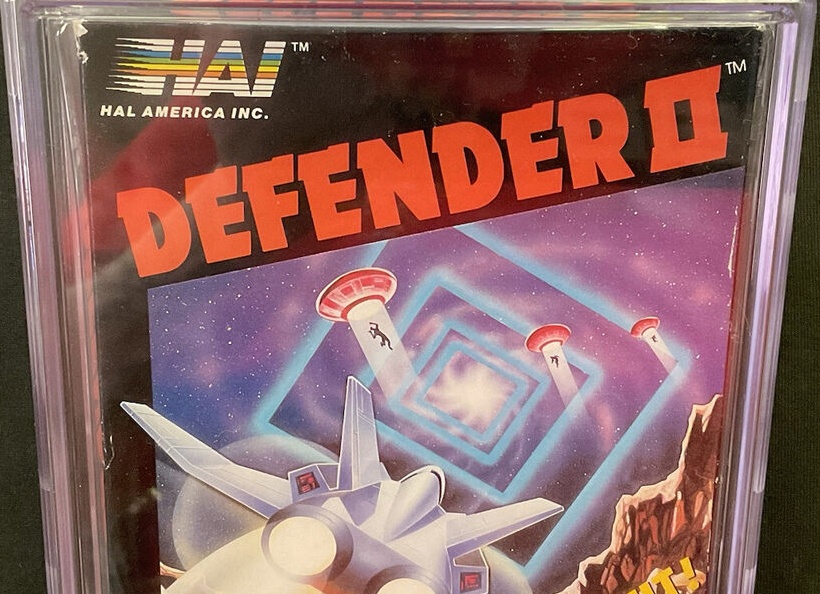 HAL™
HAL AMERICA INC.
DEFENDER II™